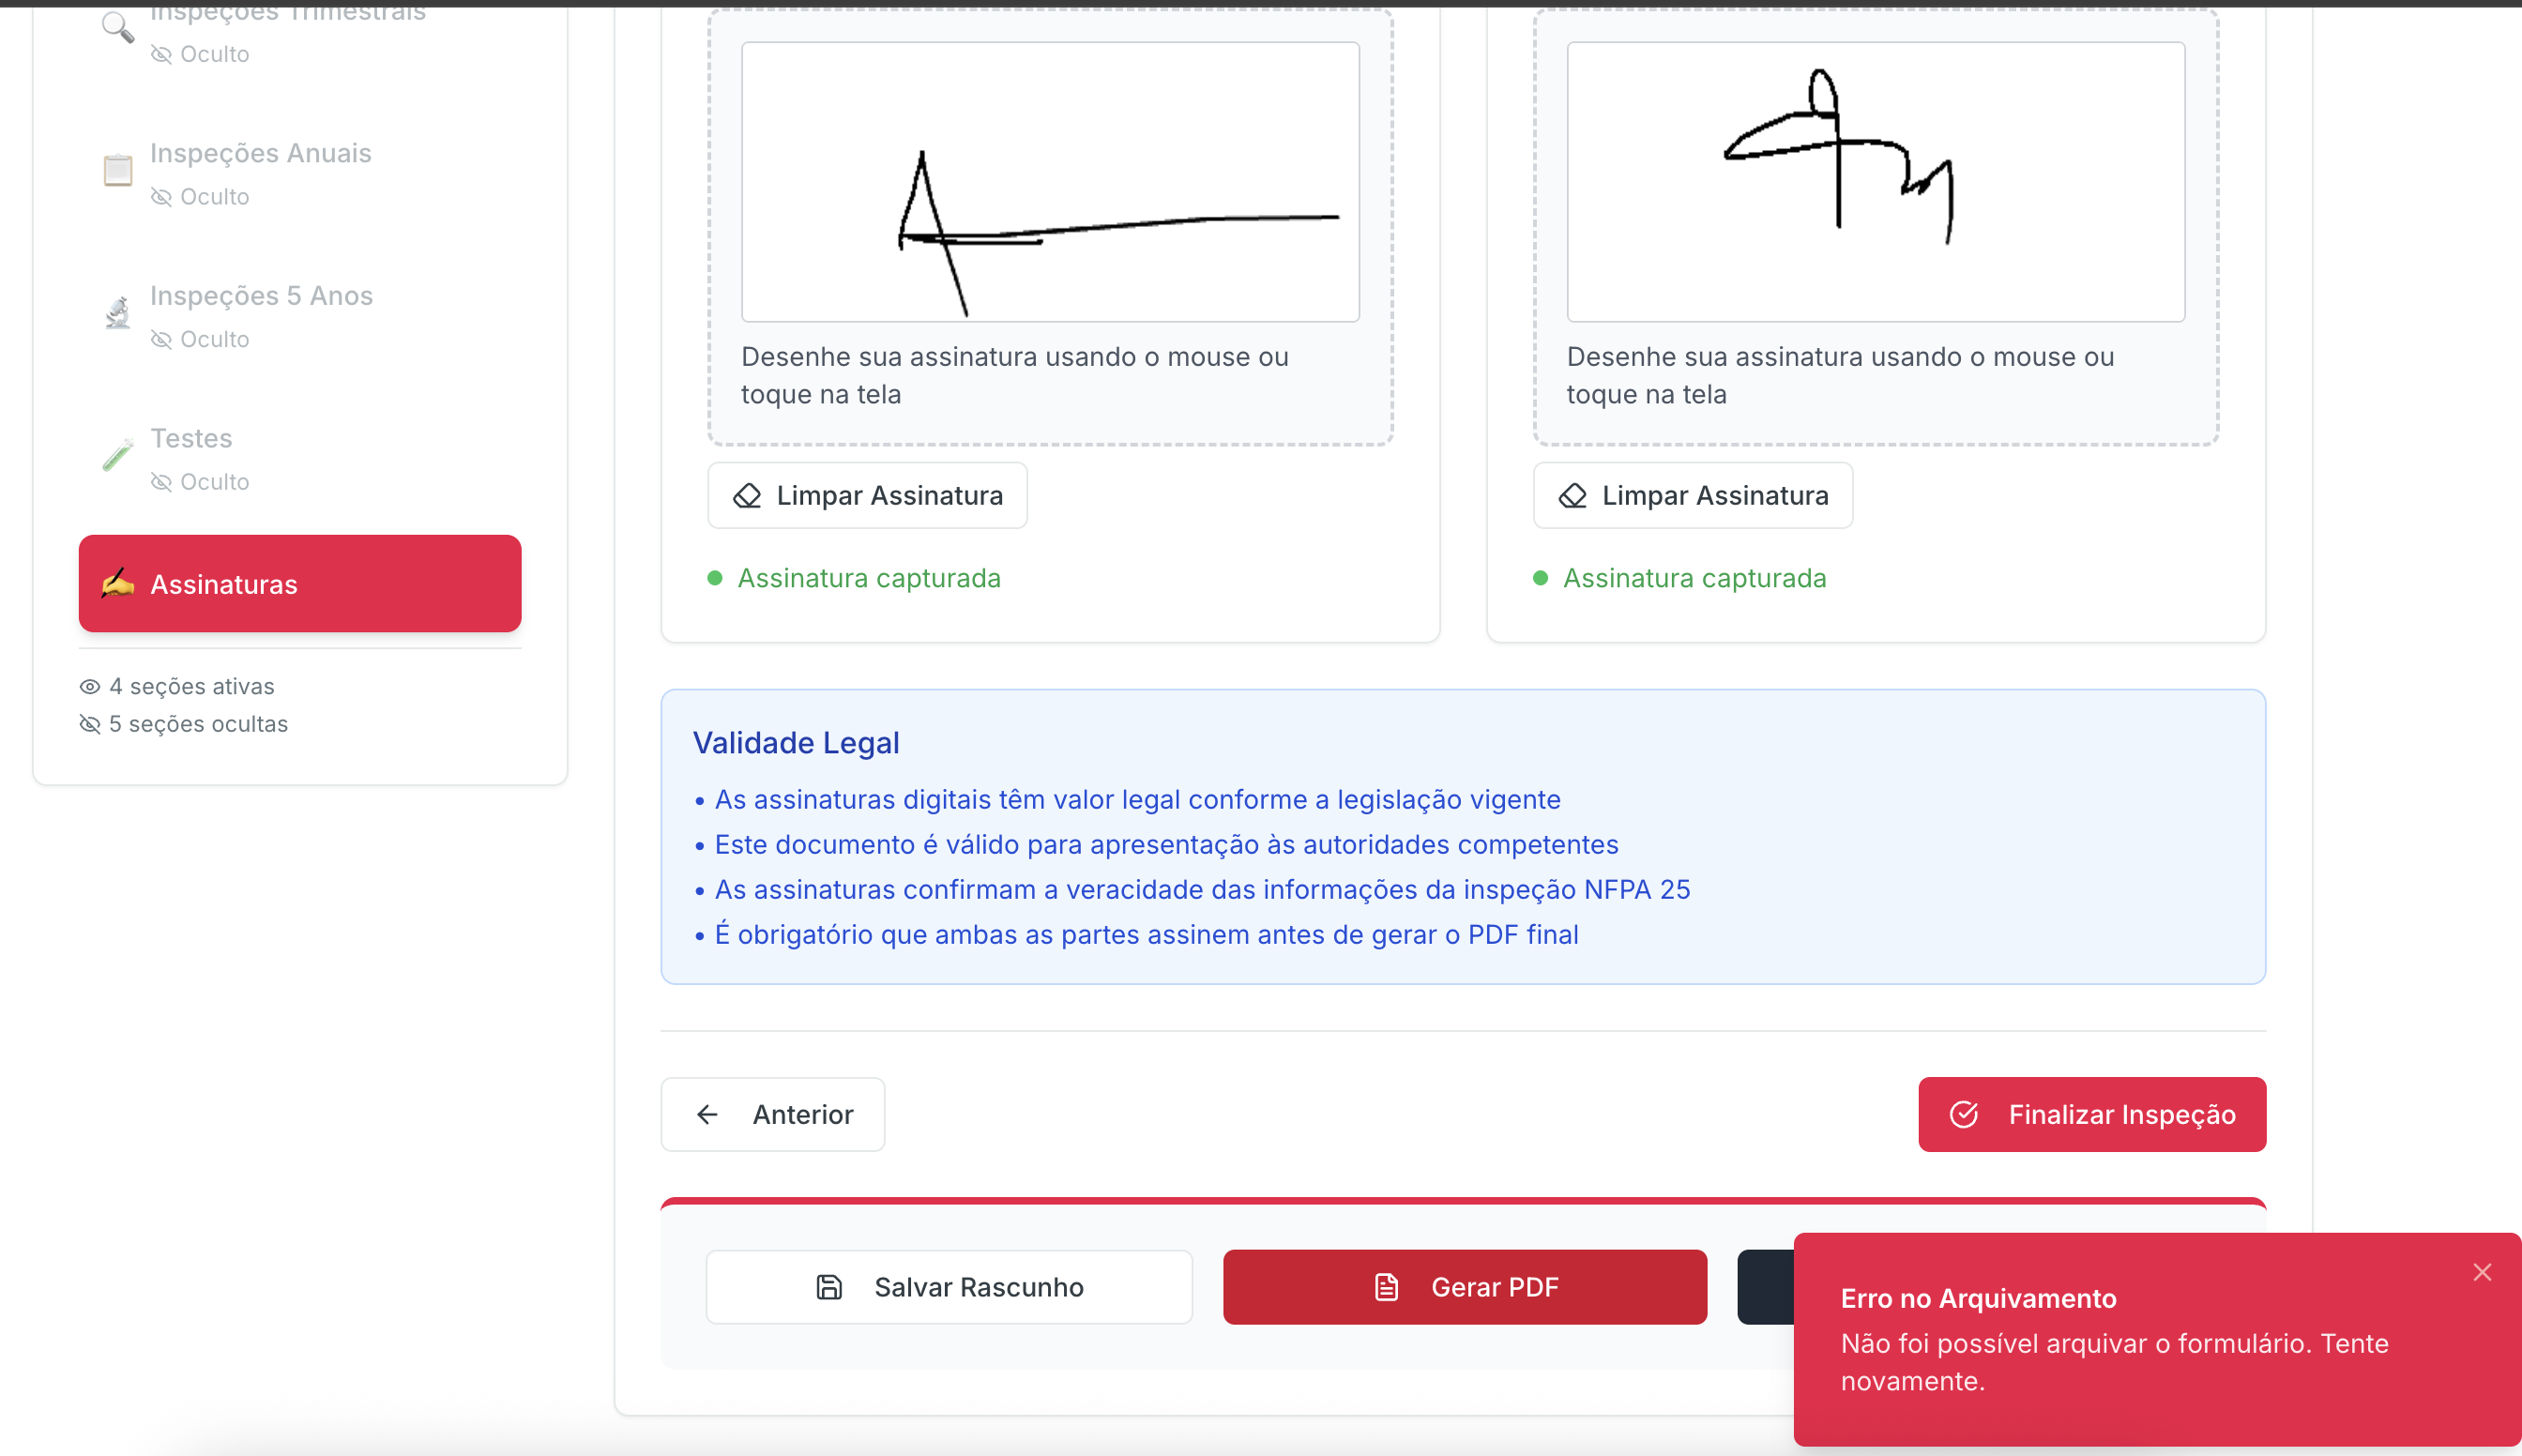 Inspeções Trimestrais
Oculto
Inspeções Anuais
Oculto
Inspeções 5 Anos
Oculto
Testes
Oculto
Assinaturas
4 seções ativas
5 seções ocultas
Desenhe sua assinatura usando o mouse ou
toque na tela
Limpar Assinatura
Assinatura capturada
Desenhe sua assinatura usando o mouse ou
toque na tela
Limpar Assinatura
Assinatura capturada
Validade Legal
• As assinaturas digitais têm valor legal conforme a legislação vigente
• Este documento é válido para apresentação às autoridades competentes
• As assinaturas confirmam a veracidade das informações da inspeção NFPA 25
• É obrigatório que ambas as partes assinem antes de gerar o PDF final
Anterior
Finalizar Inspeção
Salvar Rascunho
Gerar PDF
Erro no Arquivamento
Não foi possível arquivar o formulário. Tente
novamente.